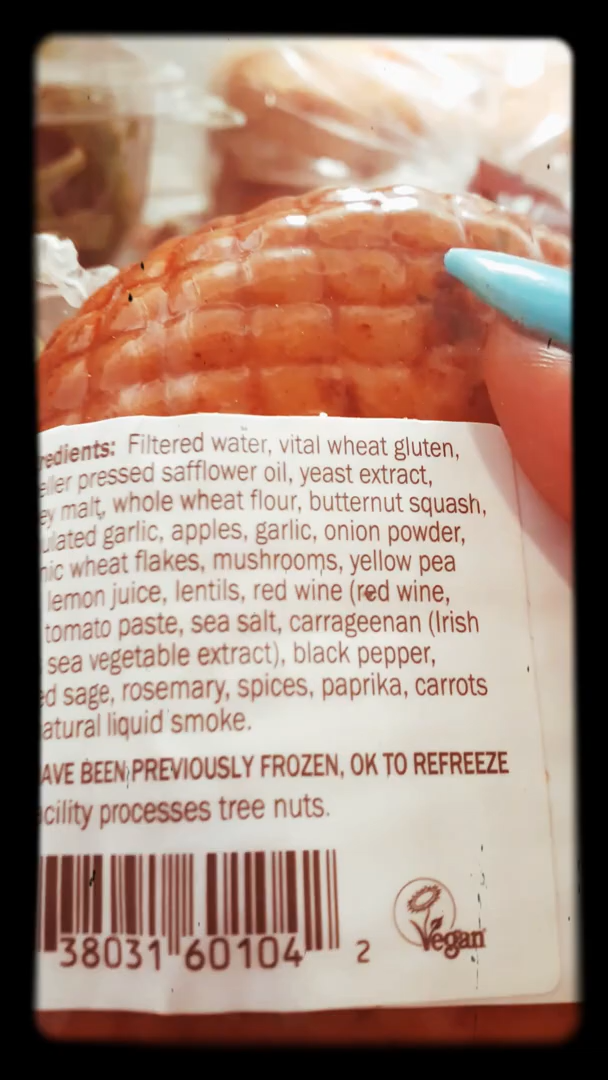 redients: Filtered water, vital wheat gluten,
eller pressed safflower oil, yeast extract,
ey malt, whole wheat flour, butternut squash,
ulated garlic, apples, garlic, onion powder,
nic wheat flakes, mushrooms, yellow pea
lemon juice, lentils, red wine (red wine,
tomato paste, sea salt, carrageenan (Irish
sea vegetable extract), black pepper,
ed sage, rosemary, spices, paprika, carrots
atural liquid smoke.
AVE BEEN PREVIOUSLY FROZEN, OK TO REFREEZE
cility processes tree nuts.
38031 60104 2
Vegan